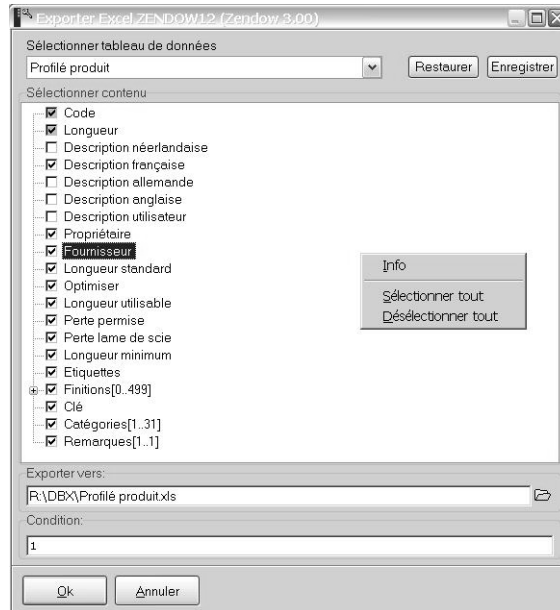 Exporter Excel ZENDOW12 (Zendow 3,00)
Sélectionner tableau de données
Profilé produit
Restaurer
Enregistrer
Sélectionner contenu
Code
Longueur
Description néerlandaise
Description française
Description allemande
Description anglaise
Description utilisateur
Propriétaire
Fournisseur
Longueur standard
Optimiser
Longueur utilisable
Perte permise
Perte lame de scie
Longueur minimum
Etiquettes
Finitions[0..499]
Clé
Catégories[1..31]
Remarques[1..1]
Info
Sélectionner tout
Désélectionner tout
Exporter vers:
R:\DBX\Profilé produit.xls
Condition:
1
Ok
Annuler